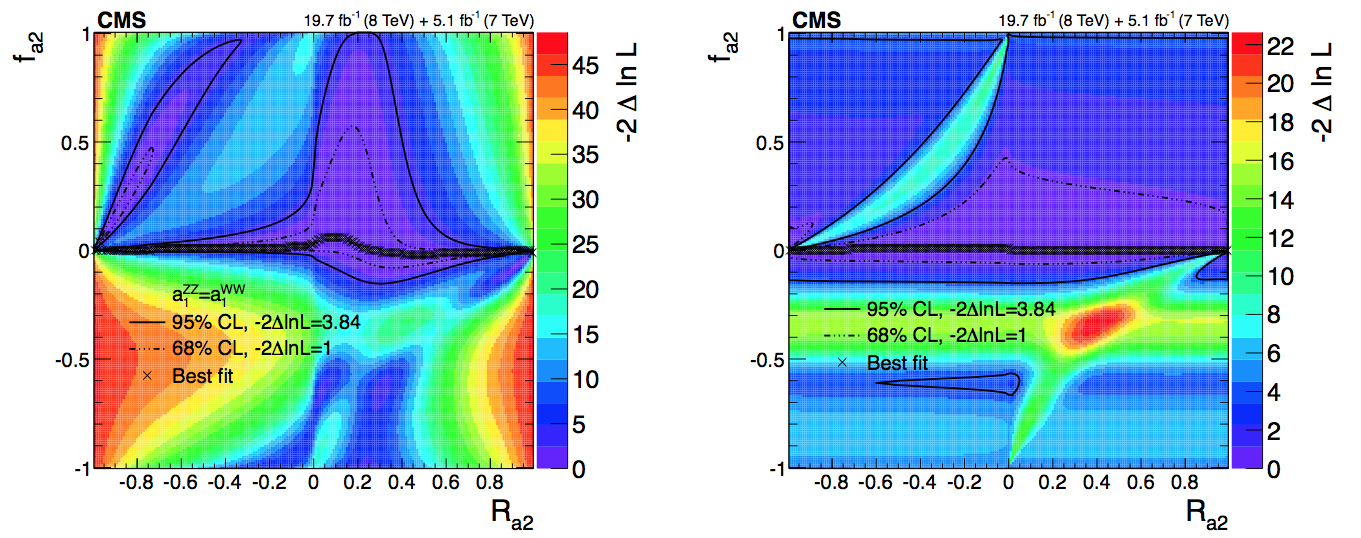 CMS 19.7 fb⁻¹ (8 TeV) + 5.1 fb⁻¹ (7 TeV)
f_a2
1
0.5
0
-0.5
-1
a₁^ZZ=a₁^WW
95% CL, -2ΔlnL=3.84
68% CL, -2ΔlnL=1
Best fit
-0.8 -0.6 -0.4 -0.2 0 0.2 0.4 0.6 0.8
R_a2
-2 Δ ln L
45
40
35
30
25
20
15
10
5
0
CMS 19.7 fb⁻¹ (8 TeV) + 5.1 fb⁻¹ (7 TeV)
f_a2
1
0.5
0
-0.5
-1
95% CL, -2ΔlnL=3.84
68% CL, -2ΔlnL=1
Best fit
-0.8 -0.6 -0.4 -0.2 0 0.2 0.4 0.6 0.8
R_a2
-2 Δ ln L
22
20
18
16
14
12
10
8
6
4
2
0